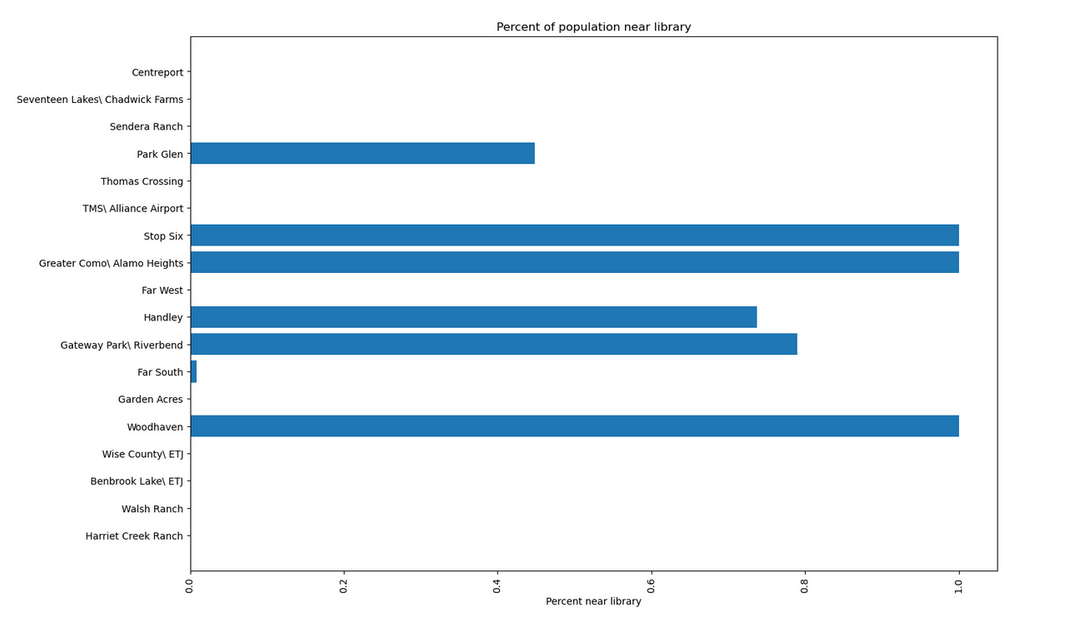 Percent of population near library
Centreport
Seventeen Lakes\ Chadwick Farms
Sendera Ranch
Park Glen
Thomas Crossing
TMS\ Alliance Airport
Stop Six
Greater Como\ Alamo Heights
Far West
Handley
Gateway Park\ Riverbend
Far South
Garden Acres
Woodhaven
Wise County\ ETJ
Benbrook Lake\ ETJ
Walsh Ranch
Harriet Creek Ranch
0.0 0.2 0.4 0.6 0.8 1.0
Percent near library